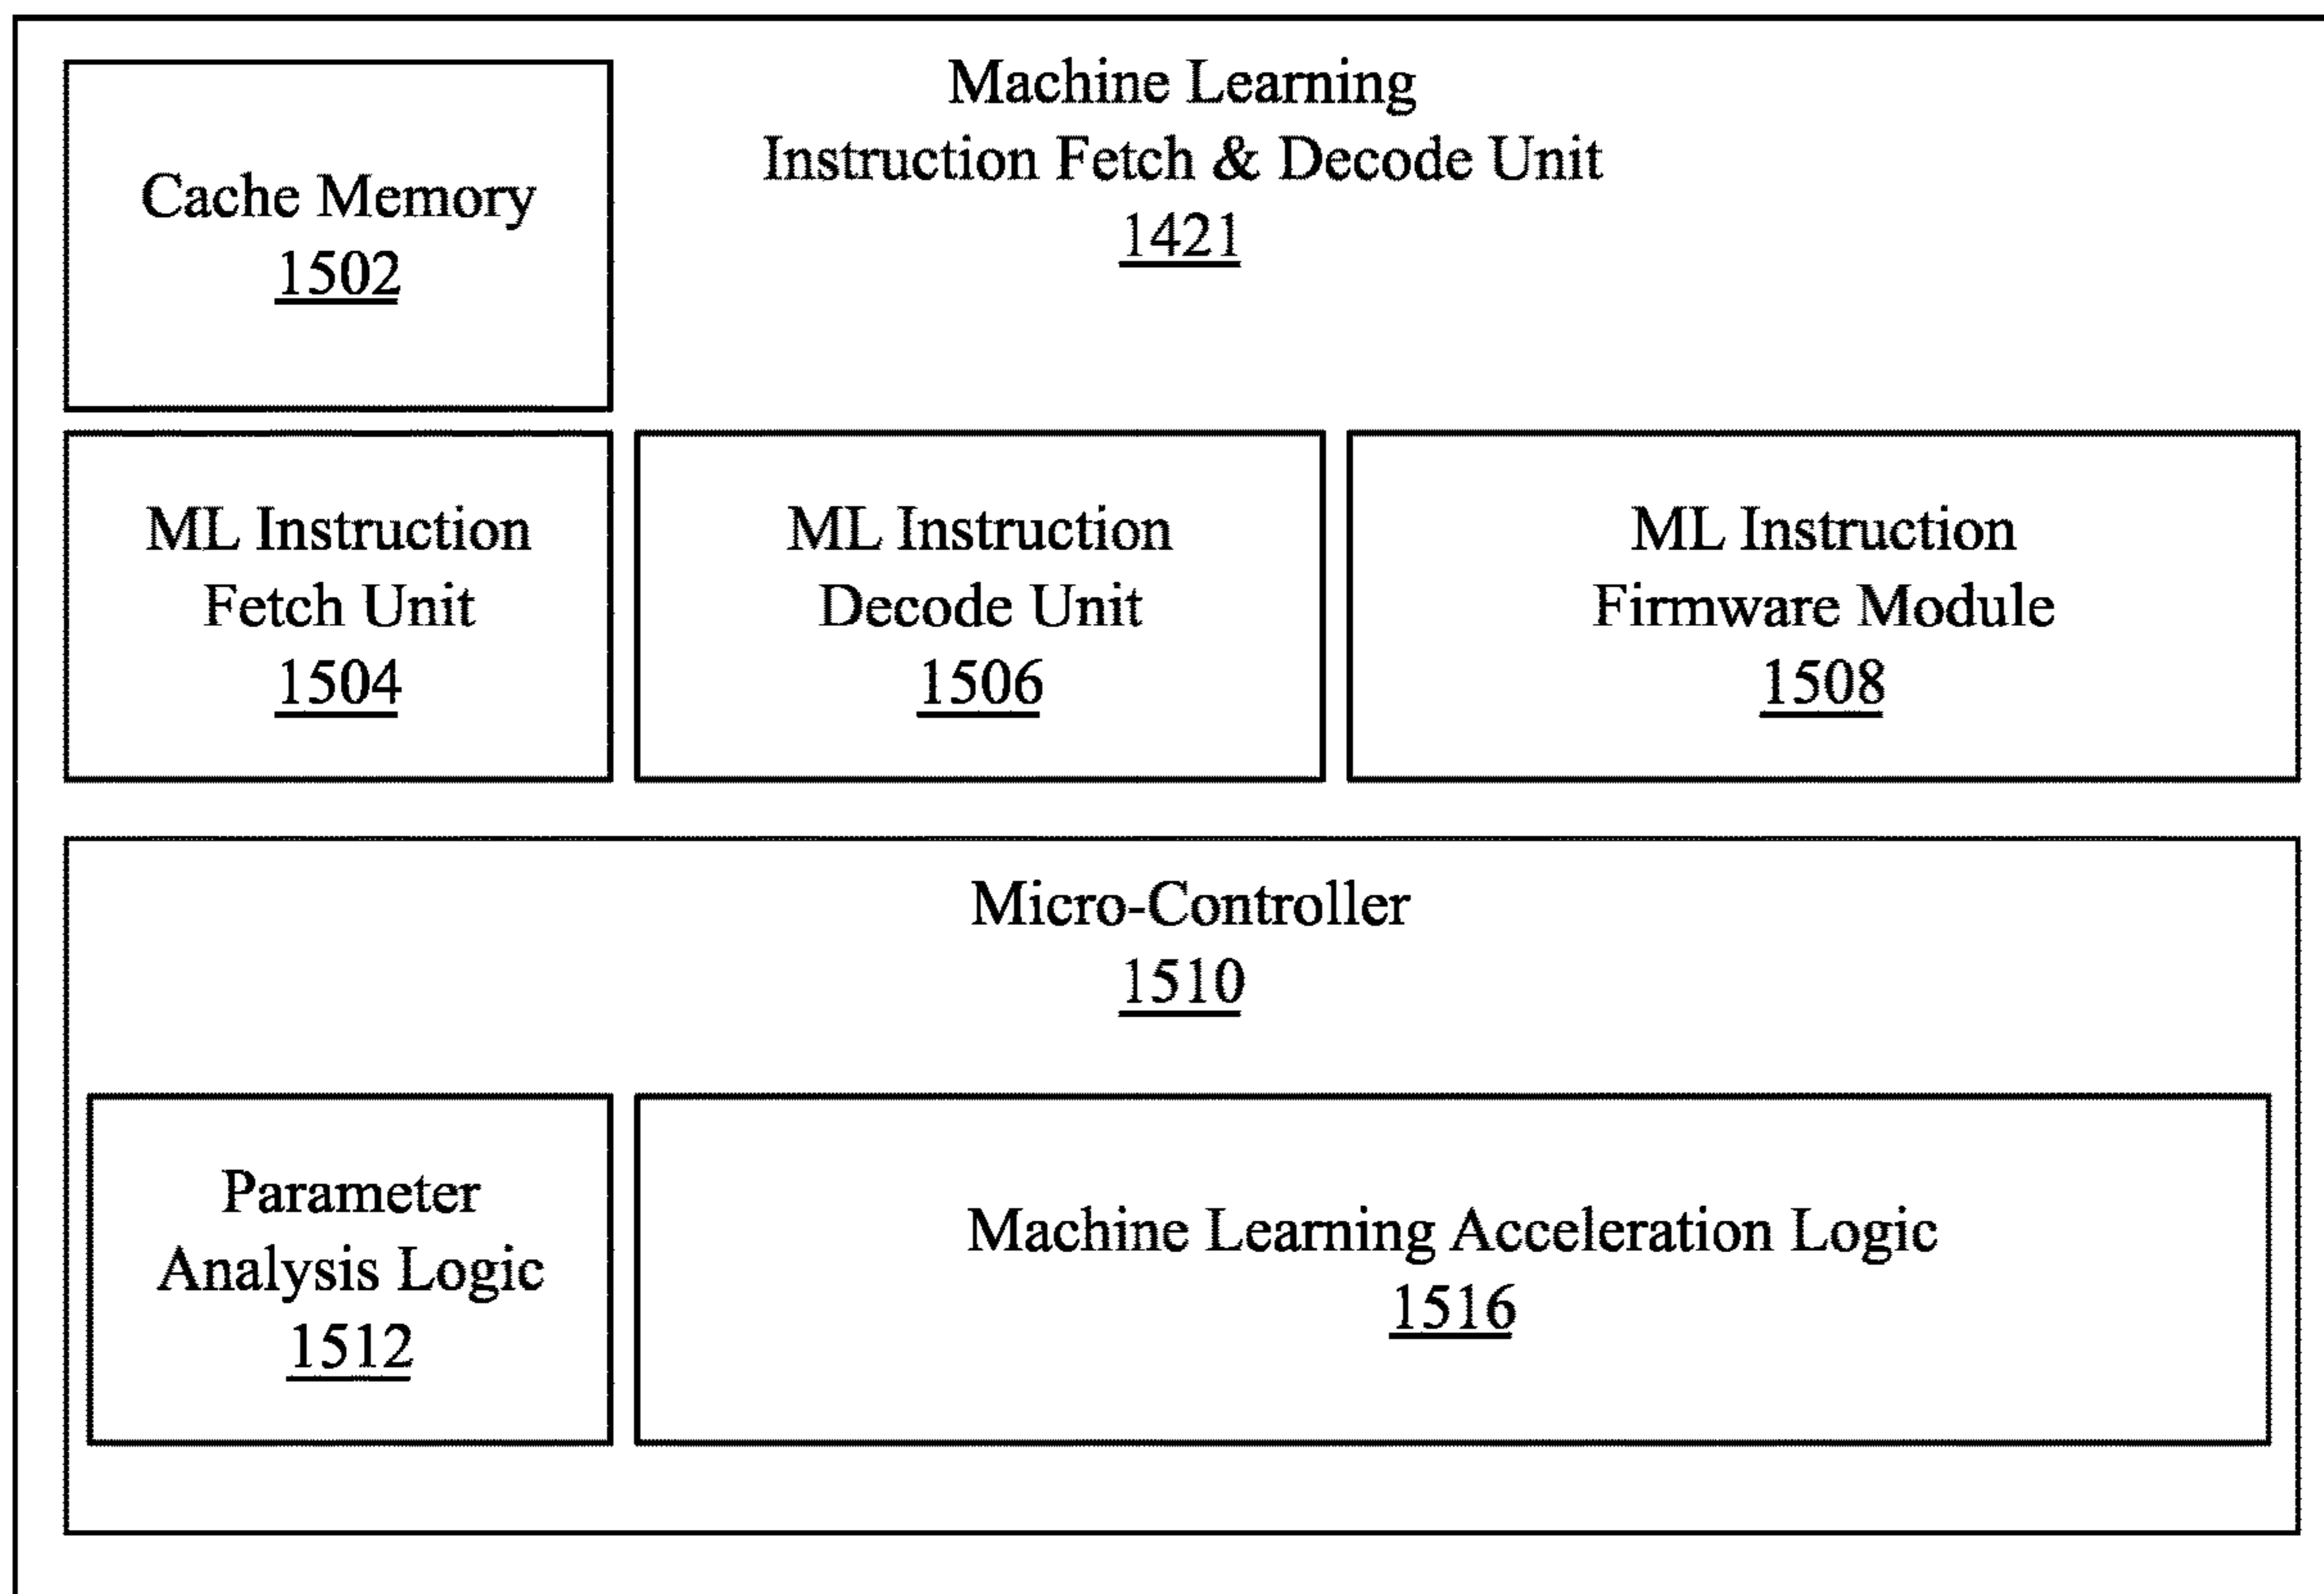 Machine Learning
Instruction Fetch & Decode Unit
1421
Cache Memory
1502
ML Instruction
Fetch Unit
1504
ML Instruction
Decode Unit
1506
ML Instruction
Firmware Module
1508
Micro-Controller
1510
Parameter
Analysis Logic
1512
Machine Learning Acceleration Logic
1516